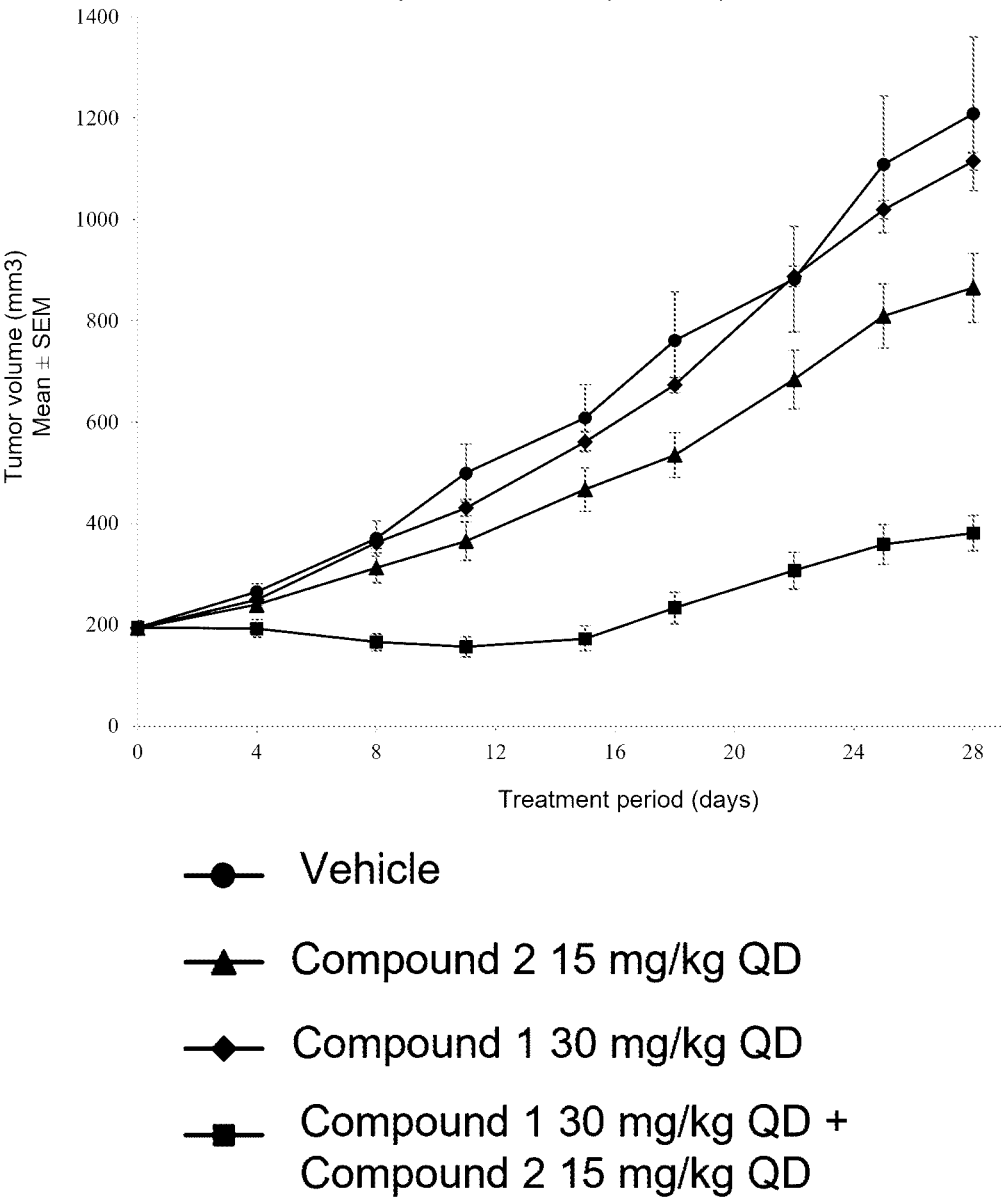 1400
1200
1000
800
600
400
200
0
Tumor volume (mm3)
Mean ± SEM
0 4 8 12 16 20 24 28
Treatment period (days)
Vehicle
Compound 2 15 mg/kg QD
Compound 1 30 mg/kg QD
Compound 1 30 mg/kg QD +
Compound 2 15 mg/kg QD